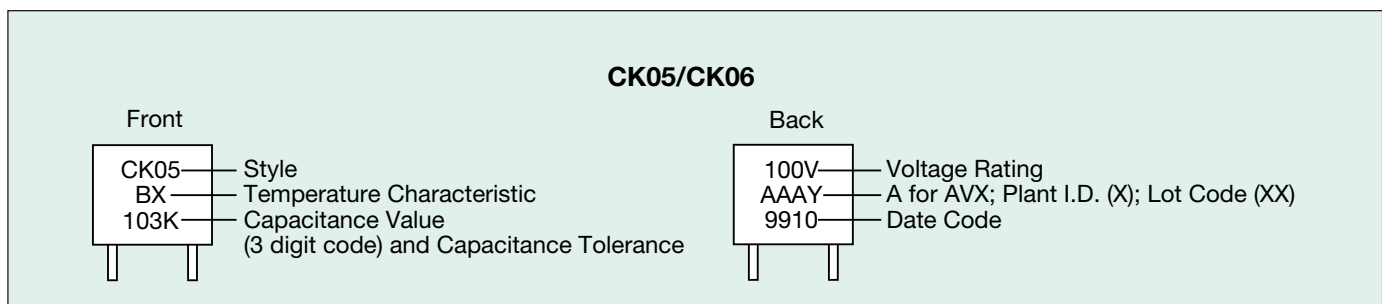 CK05/CK06
Front
CK05 Style
BX Temperature Characteristic
103K Capacitance Value
(3 digit code) and Capacitance Tolerance
Back
100V Voltage Rating
AAAY A for AVX; Plant I.D. (X); Lot Code (XX)
9910 Date Code